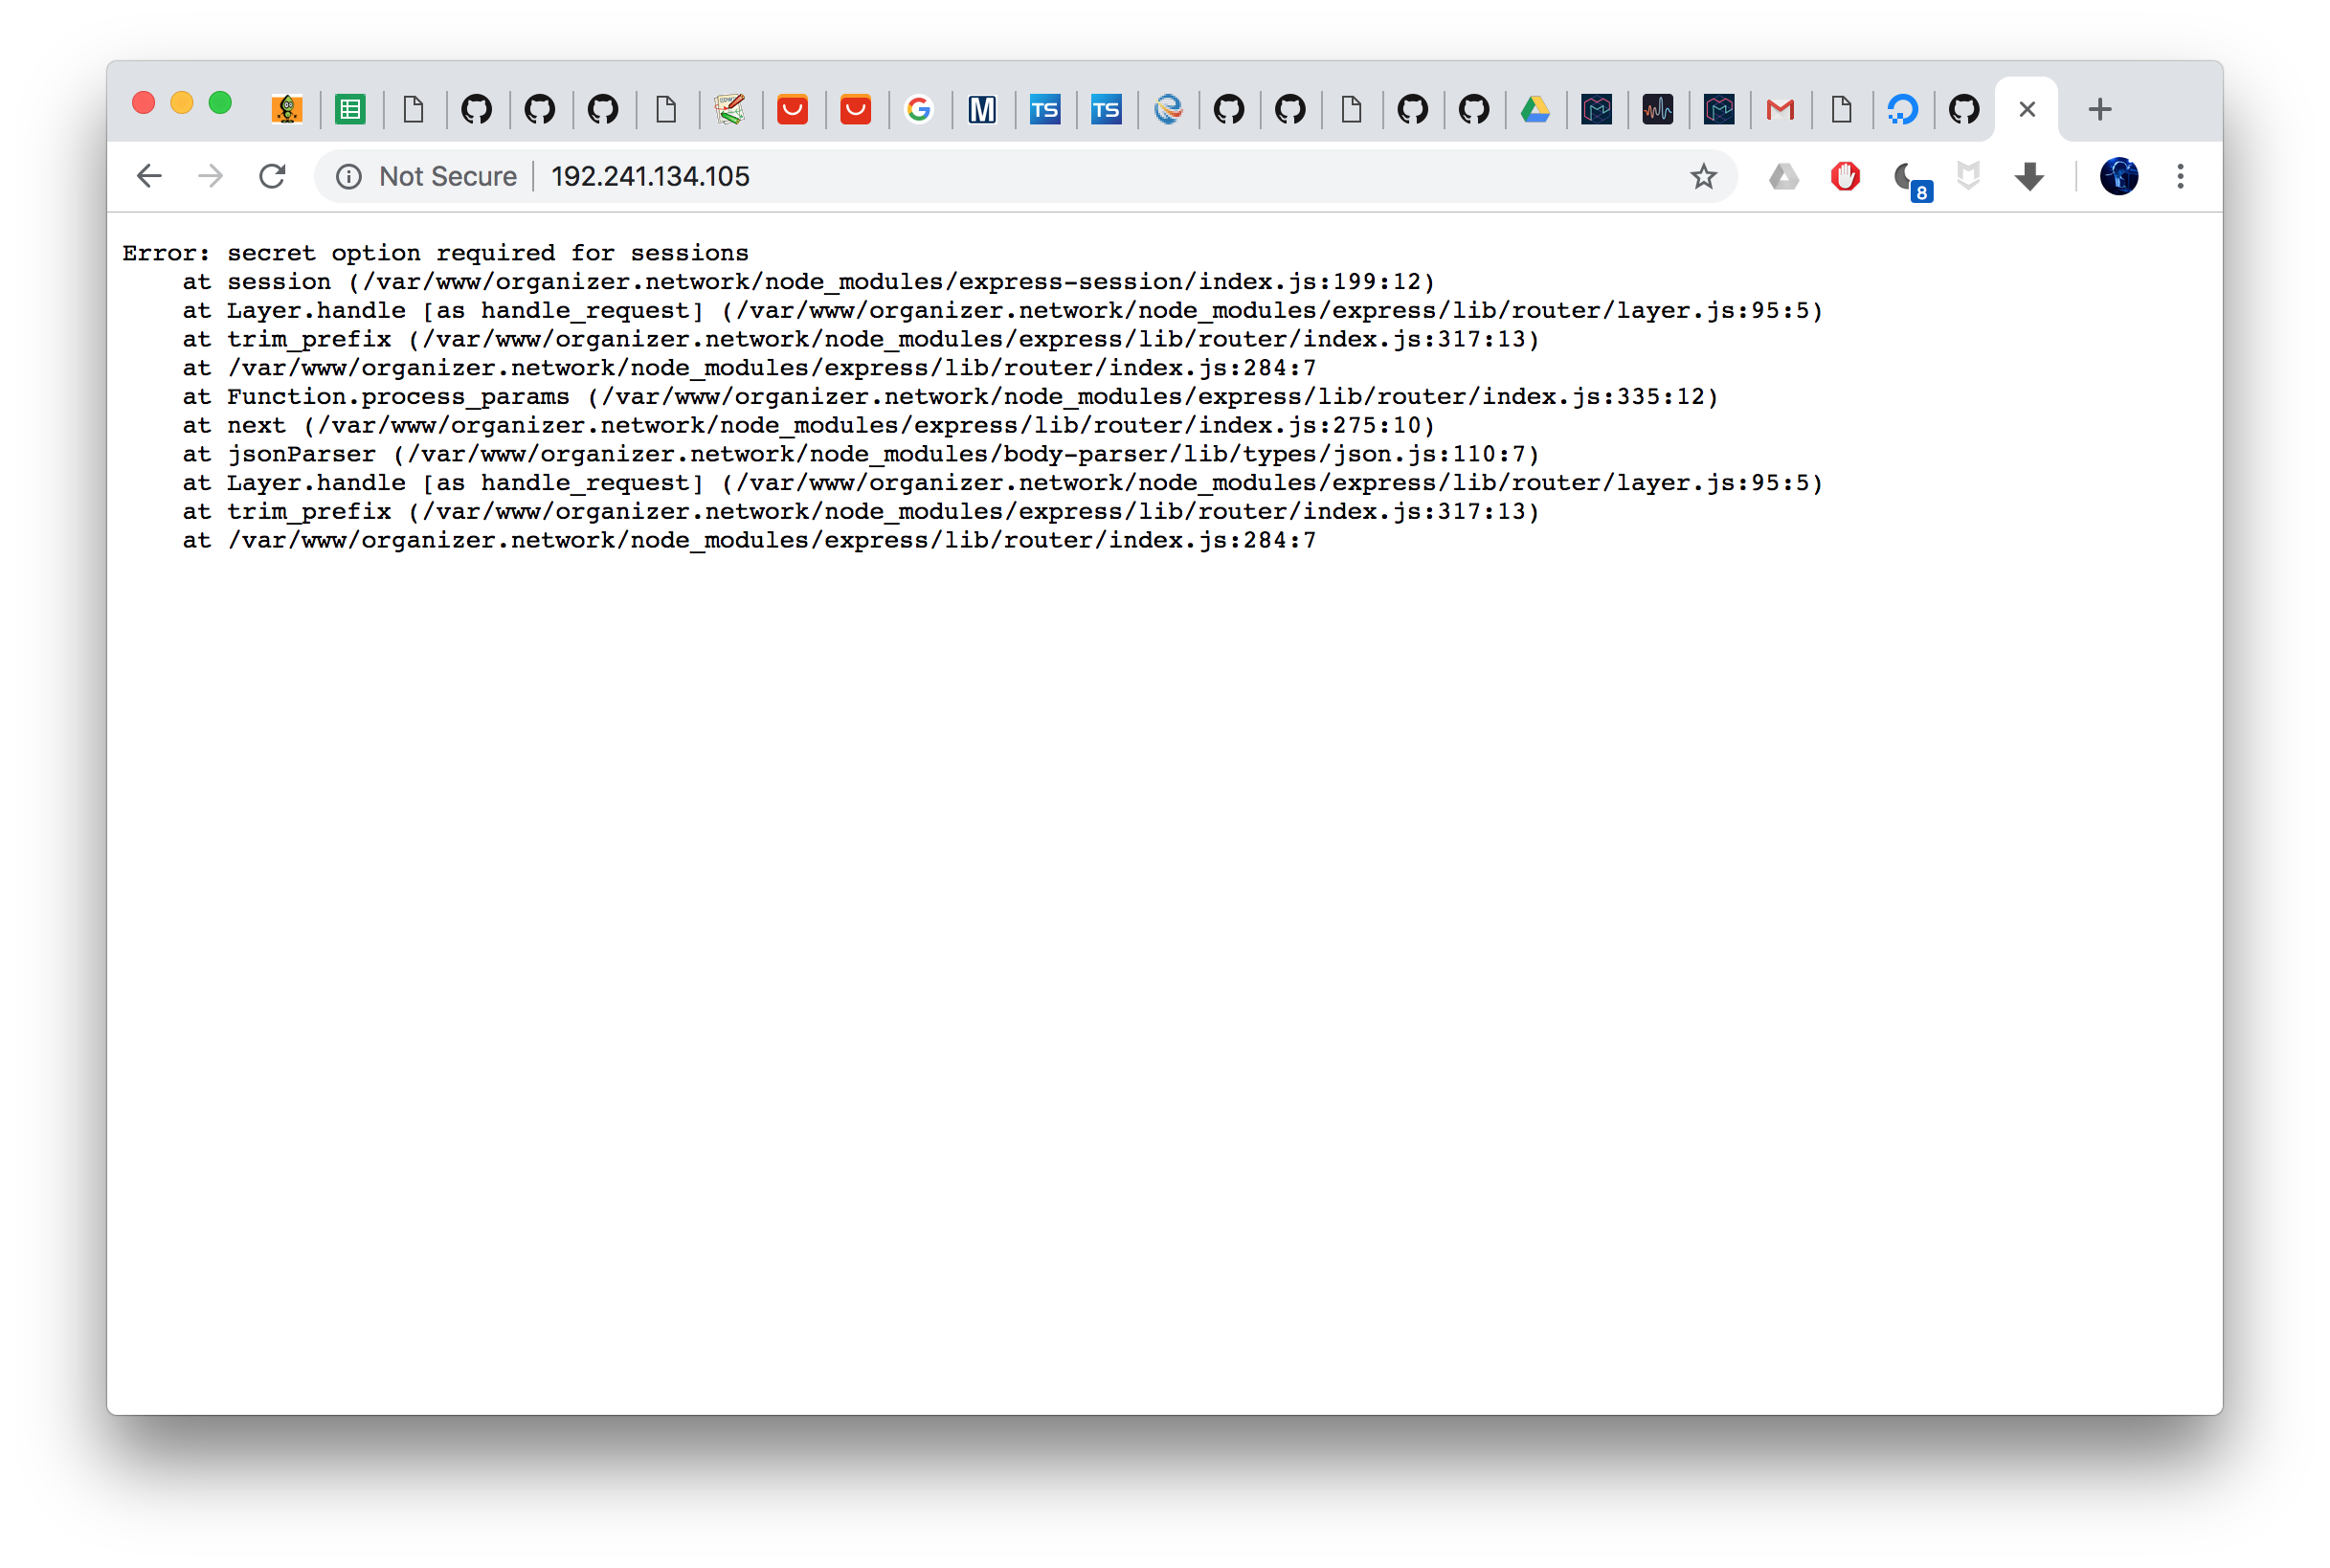 M TS TS
Not Secure 192.241.134.105
8
Error: secret option required for sessions
at session (/var/www/organizer.network/node_modules/express-session/index.js:199:12)
at Layer.handle [as handle_request] (/var/www/organizer.network/node_modules/express/lib/router/layer.js:95:5)
at trim_prefix (/var/www/organizer.network/node_modules/express/lib/router/index.js:317:13)
at /var/www/organizer.network/node_modules/express/lib/router/index.js:284:7
at Function.process_params (/var/www/organizer.network/node_modules/express/lib/router/index.js:335:12)
at next (/var/www/organizer.network/node_modules/express/lib/router/index.js:275:10)
at jsonParser (/var/www/organizer.network/node_modules/body-parser/lib/types/json.js:110:7)
at Layer.handle [as handle_request] (/var/www/organizer.network/node_modules/express/lib/router/layer.js:95:5)
at trim_prefix (/var/www/organizer.network/node_modules/express/lib/router/index.js:317:13)
at /var/www/organizer.network/node_modules/express/lib/router/index.js:284:7